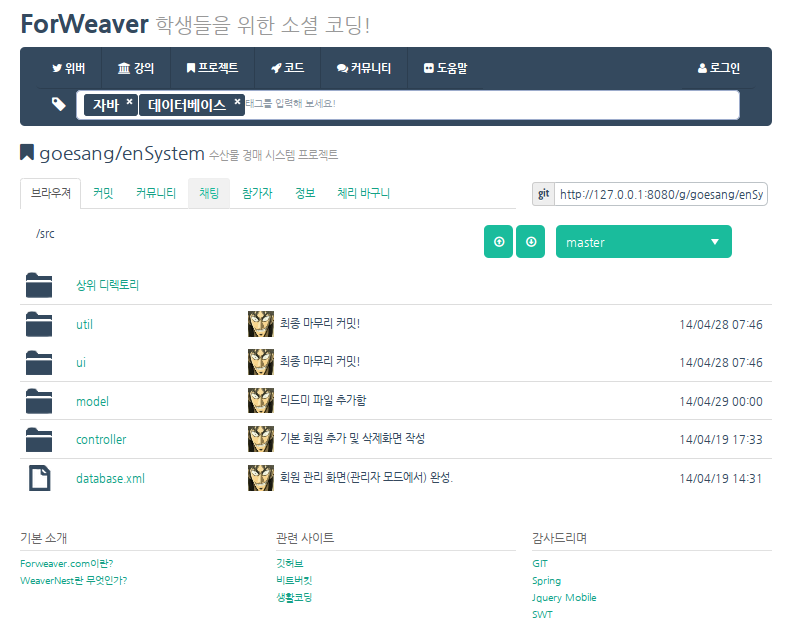 ForWeaver 학생들을 위한 소셜 코딩!
위버 강의 프로젝트 코드 커뮤니티 도움말 로그인
자바 × 데이터베이스 × 태그를 입력해 보세요!
goesang/enSystem 수산물 경매 시스템 프로젝트
브라우져 커밋 커뮤니티 채팅 참가자 정보 체리 바구니 git http://127.0.0.1:8080/g/goesang/enSy
/src master
상위 디렉토리
util 최종 마무리 커밋! 14/04/28 07:46
ui 최종 마무리 커밋! 14/04/28 07:46
model 리드미 파일 추가함 14/04/29 00:00
controller 기본 회원 추가 및 삭제화면 작성 14/04/19 17:33
database.xml 회원 관리 화면(관리자 모드에서) 완성. 14/04/19 14:31
기본 소개 관련 사이트 감사드리며
Forweaver.com이란? 깃허브 GIT
WeaverNest란 무엇인가? 비트버킷 Spring
생활코딩 Jquery Mobile
SWT